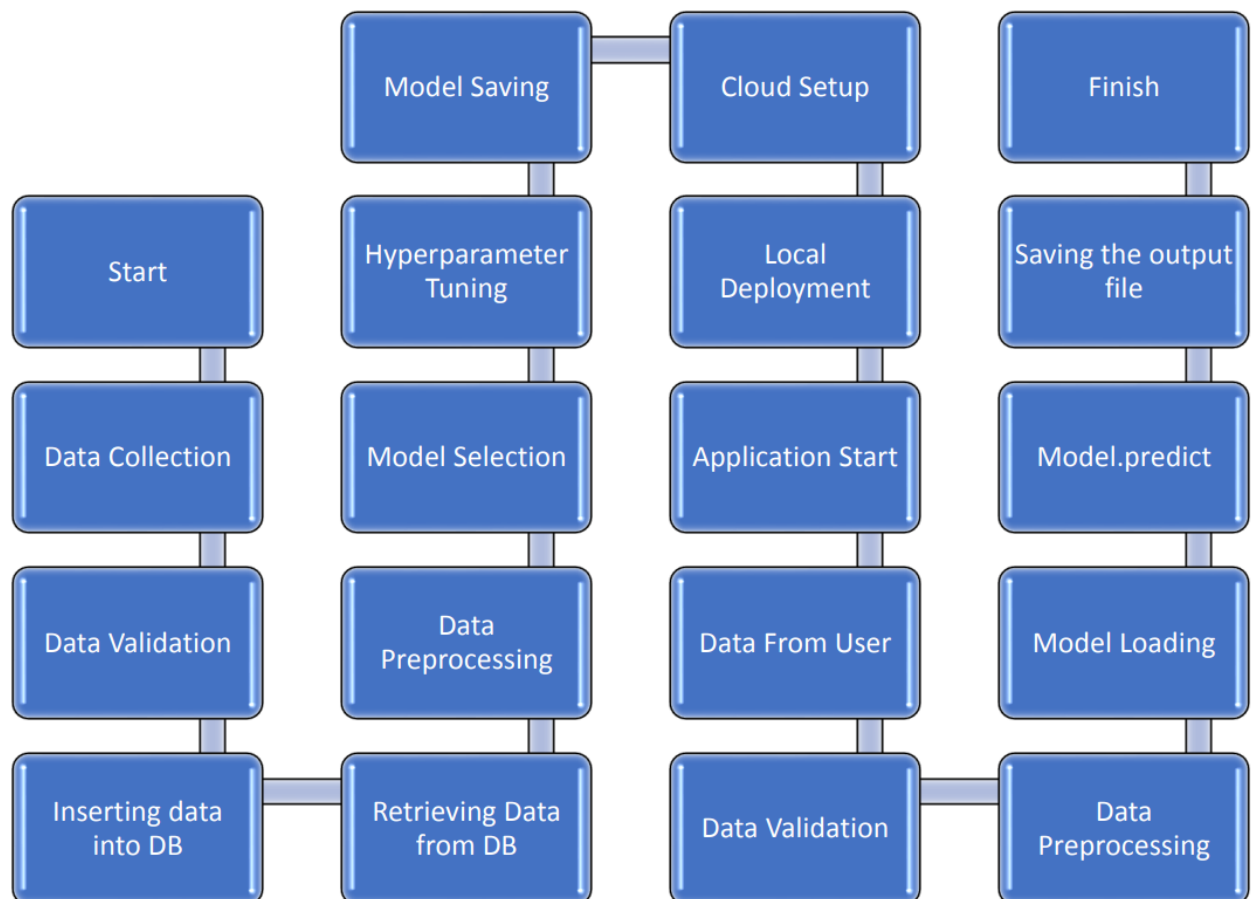 Start
Data Collection
Data Validation
Inserting data
into DB
Retrieving Data
from DB
Data
Preprocessing
Model Selection
Hyperparameter
Tuning
Model Saving
Cloud Setup
Local
Deployment
Application Start
Data From User
Data Validation
Data
Preprocessing
Model Loading
Model.predict
Saving the output
file
Finish